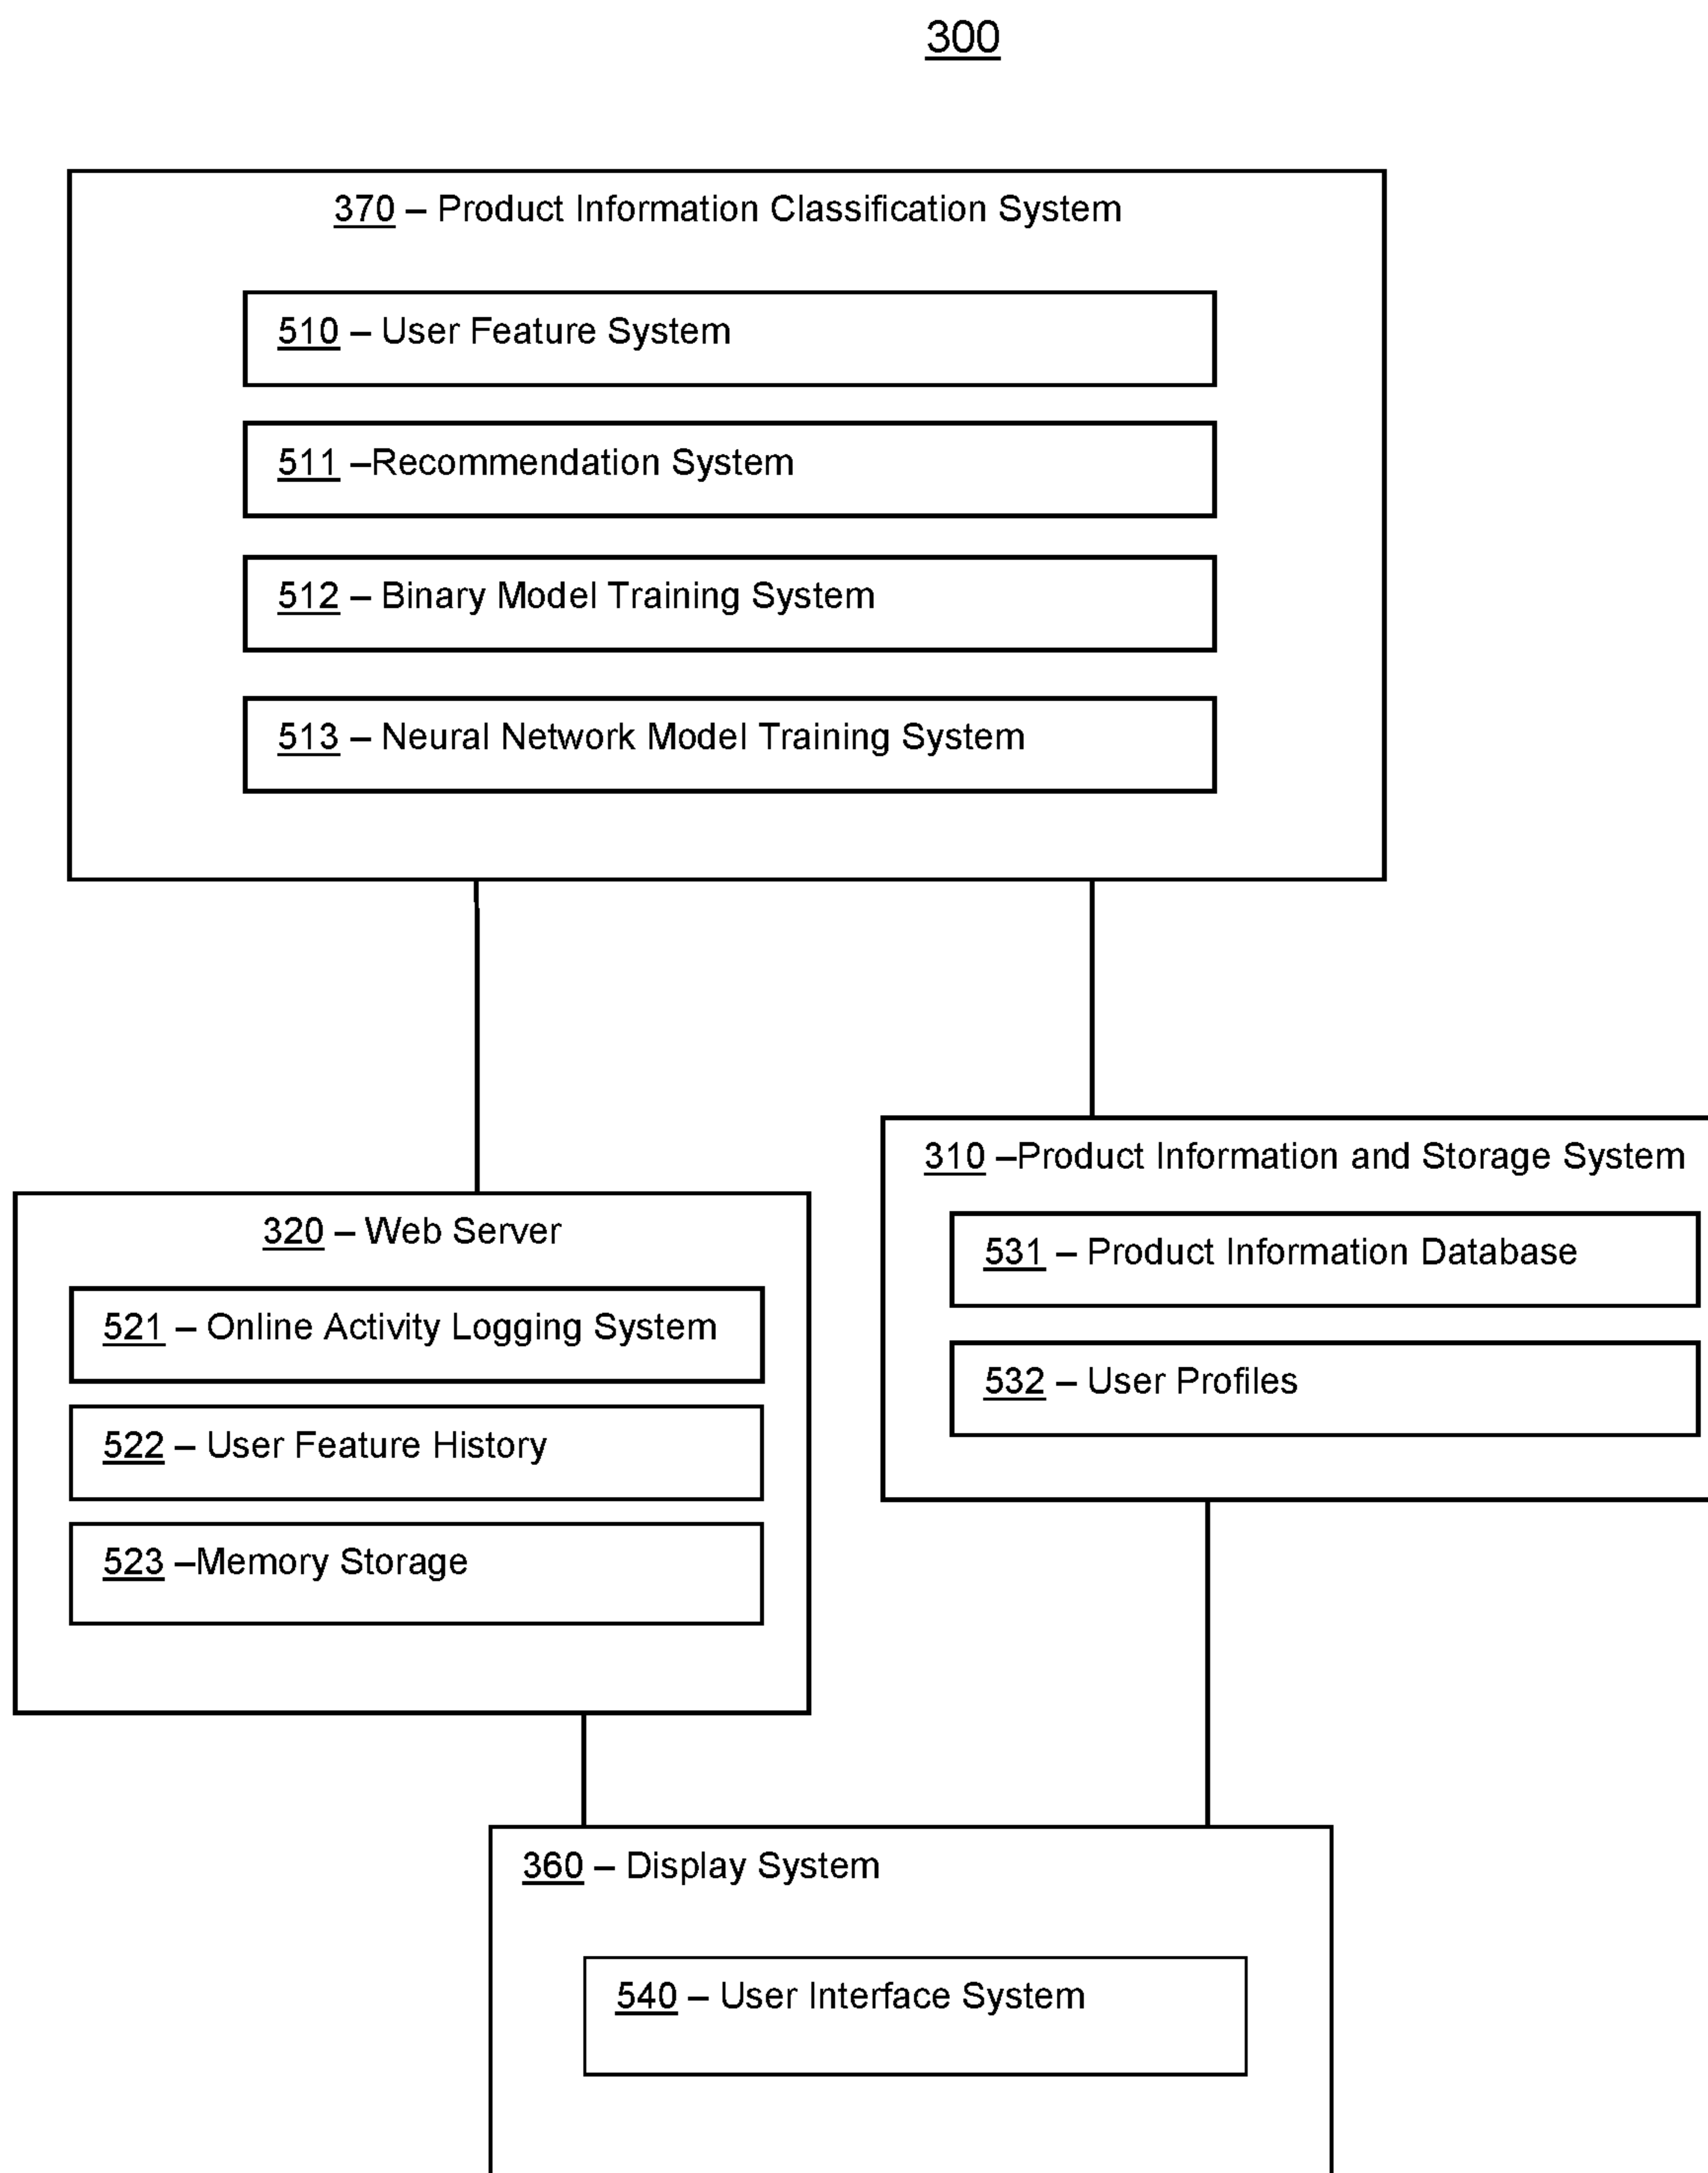 300
370 – Product Information Classification System
510 – User Feature System
511 –Recommendation System
512 – Binary Model Training System
513 – Neural Network Model Training System
310 –Product Information and Storage System
531 – Product Information Database
532 – User Profiles
320 – Web Server
521 – Online Activity Logging System
522 – User Feature History
523 –Memory Storage
360 – Display System
540 – User Interface System